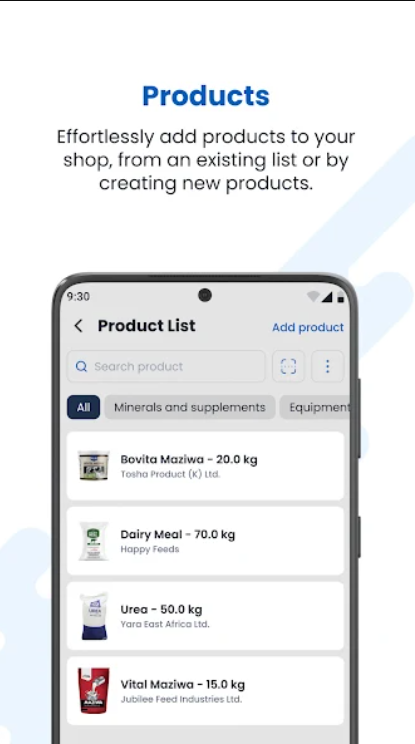 Products
Effortlessly add products to your
shop, from an existing list or by
creating new products.
9:30
Product List
Add product
Search product
All
Minerals and supplements
Equipment
Bovita Maziwa - 20.0 kg
Tosha Product (K) Ltd.
Dairy Meal - 70.0 kg
Happy Feeds
Urea - 50.0 kg
Yara East Africa Ltd.
UREA
Vital Maziwa - 15.0 kg
Jubilee Feed Industries Ltd.
MAZIWA